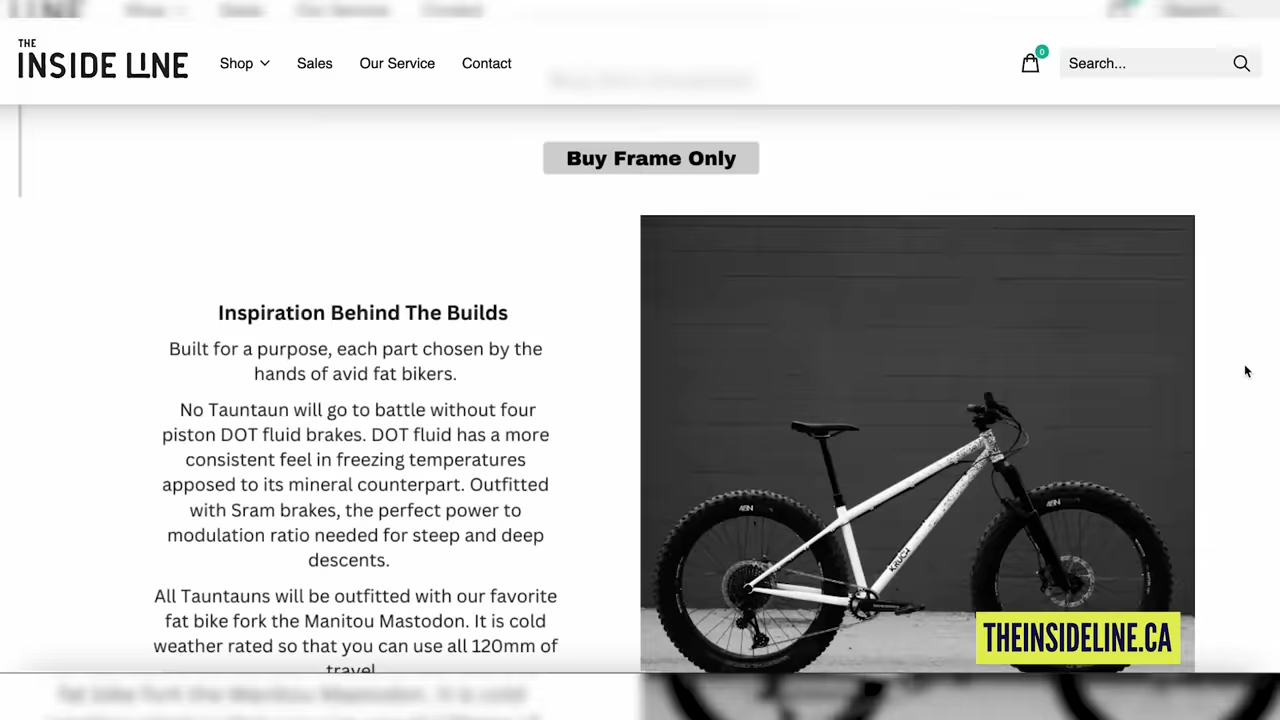 THE
INSIDE LINE
Shop
Sales
Our Service
Contact
0
Search...
Buy Frame Only
Inspiration Behind The Builds
Built for a purpose, each part chosen by the
hands of avid fat bikers.
No Tauntaun will go to battle without four
piston DOT fluid brakes. DOT fluid has a more
consistent feel in freezing temperatures
apposed to its mineral counterpart. Outfitted
with Sram brakes, the perfect power to
modulation ratio needed for steep and deep
descents.
All Tauntauns will be outfitted with our favorite
fat bike fork the Manitou Mastodon. It is cold
weather rated so that you can use all 120mm of
travel
THEINSIDELINE.CA